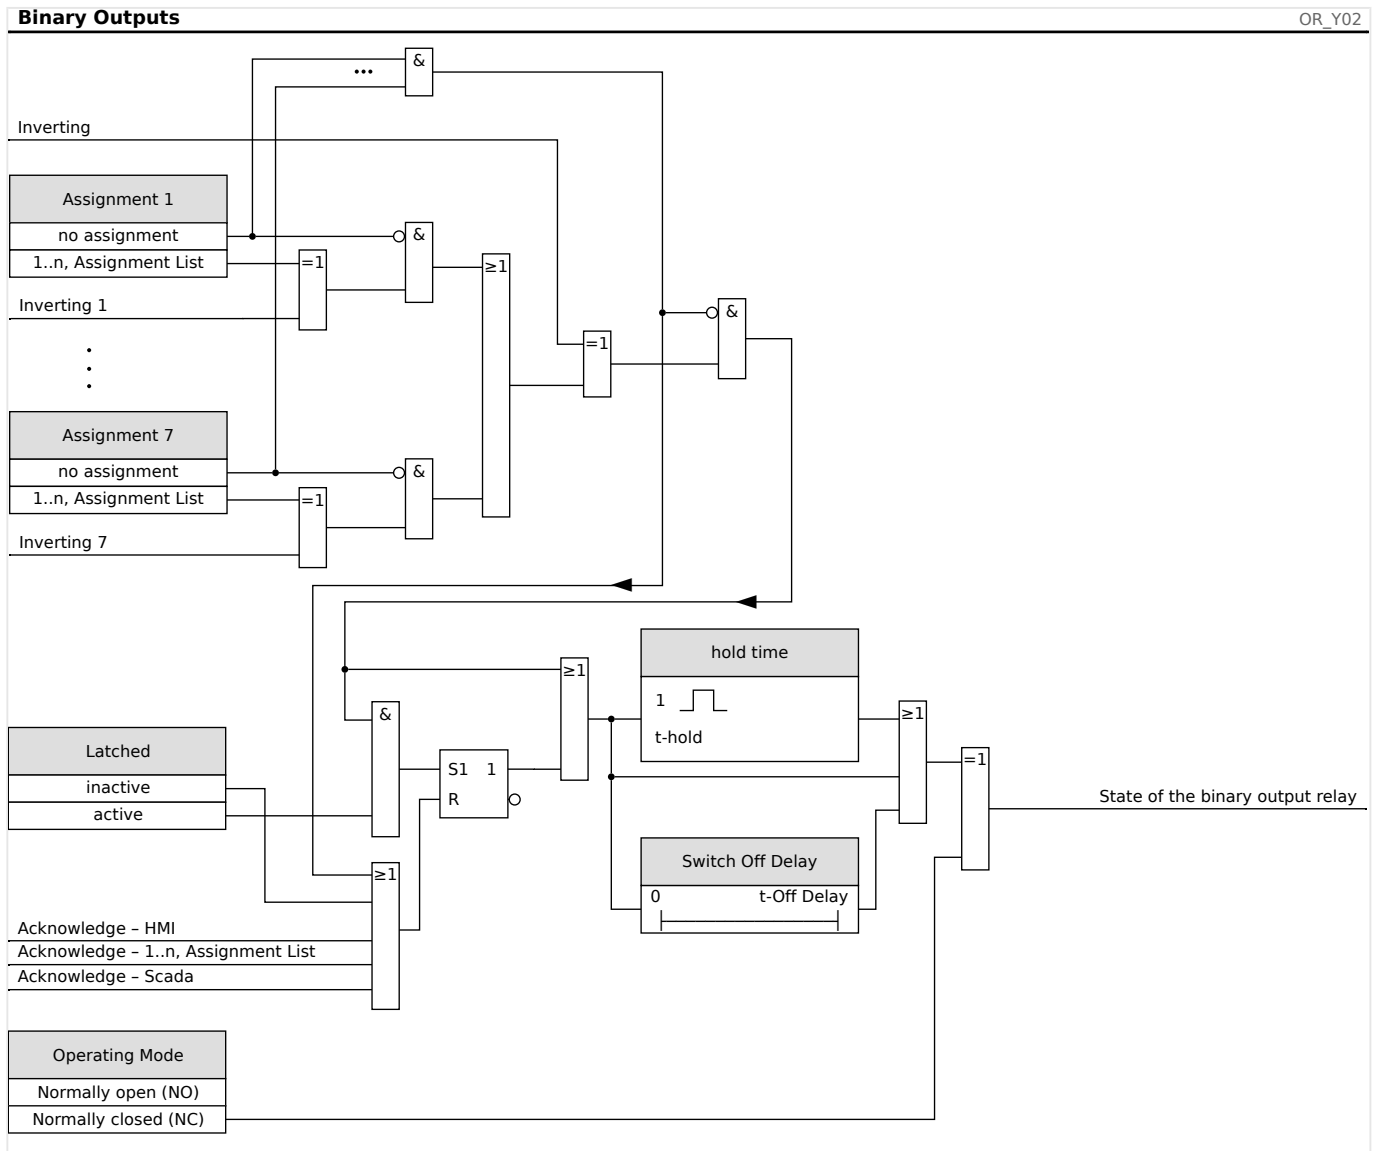 Binary Outputs
OR_Y02
&
...
Inverting
Assignment 1
no assignment
&
1..n, Assignment List
=1
≥1
Inverting 1
&
=1
Assignment 7
no assignment
&
1..n, Assignment List
=1
Inverting 7
hold time
≥1
1
t-hold
&
≥1
Latched
inactive
active
S1 1
R
=1
State of the binary output relay
Switch Off Delay
0 t-Off Delay
≥1
Acknowledge – HMI
Acknowledge – 1..n, Assignment List
Acknowledge – Scada
Operating Mode
Normally open (NO)
Normally closed (NC)